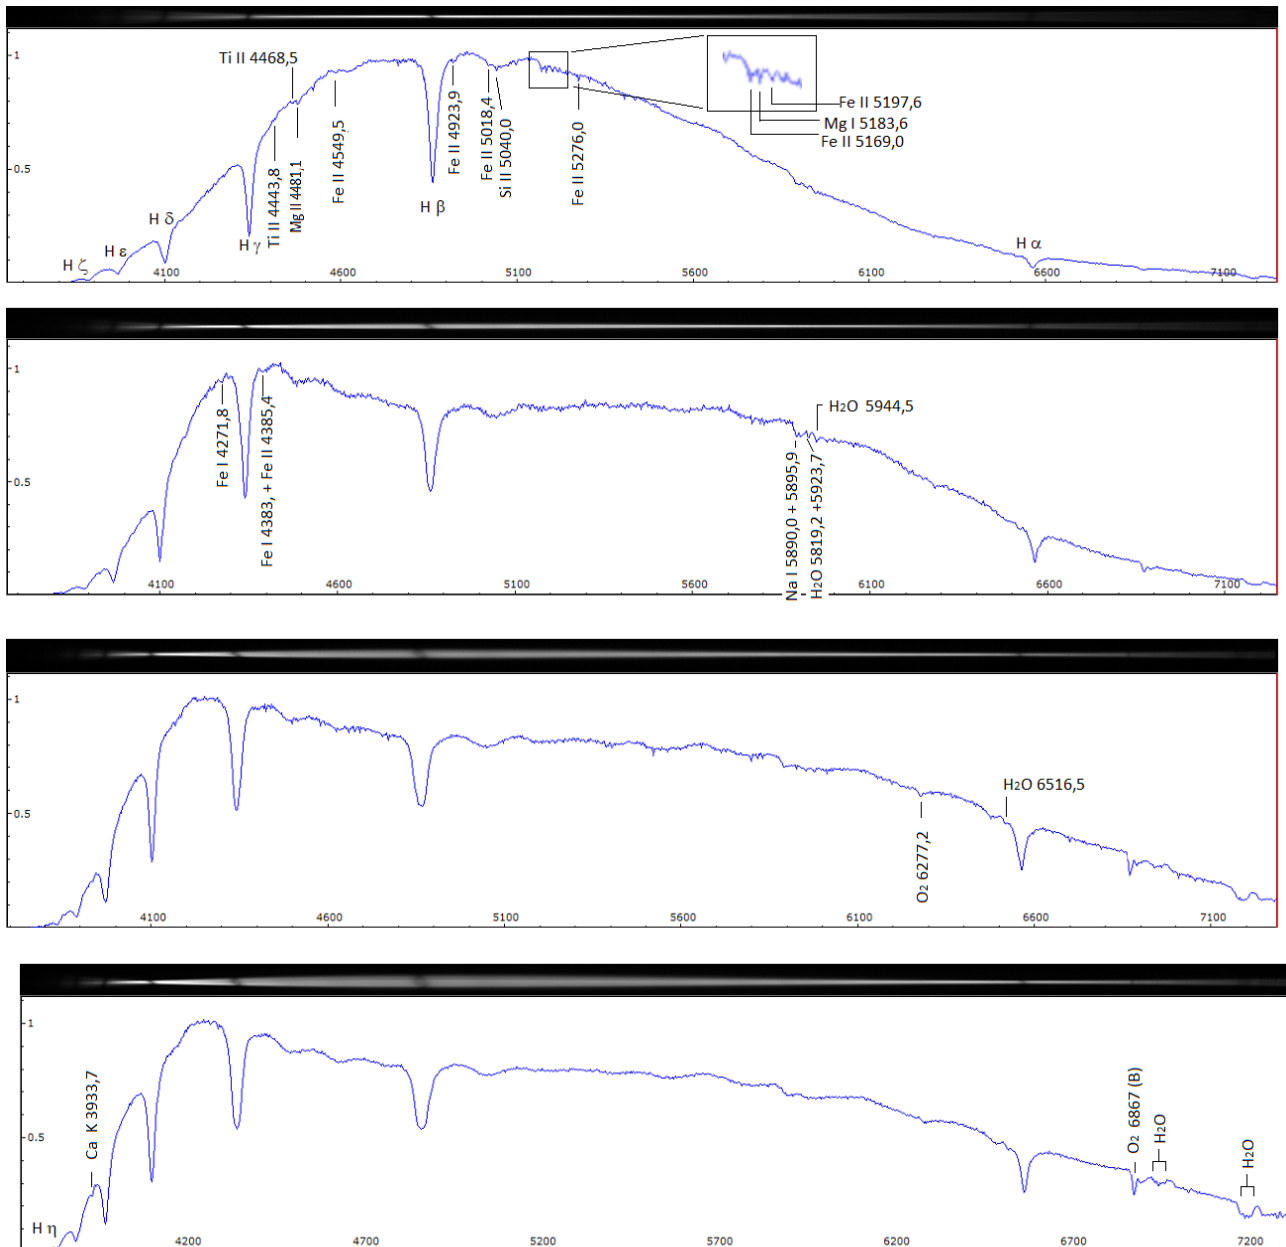 1
0.5
H ζ
H ε
H δ
H γ
Ti II 4443,8
Ti II 4468,5
Mg II 4481,1
Fe II 4549,5
H β
Fe II 4923,9
Fe II 5018,4
Si II 5040,0
Fe II 5276,0
Fe II 5197,6
Mg I 5183,6
Fe II 5169,0
H α
4100 4600 5100 5600 6100 6600 7100
1
0.5
Fe I 4271,8
Fe I 4383, + Fe II 4385,4
H2O 5944,5
Na I 5890,0 + 5895,9
H2O 5819,2 +5923,7
4100 4600 5100 5600 6100 6600 7100
1
0.5
O2 6277,2
H2O 6516,5
4100 4600 5100 5600 6100 6600 7100
1
0.5
H η
Ca K 3933,7
O2 6867 (B)
H2O
H2O
4200 4700 5200 5700 6200 6700 7200